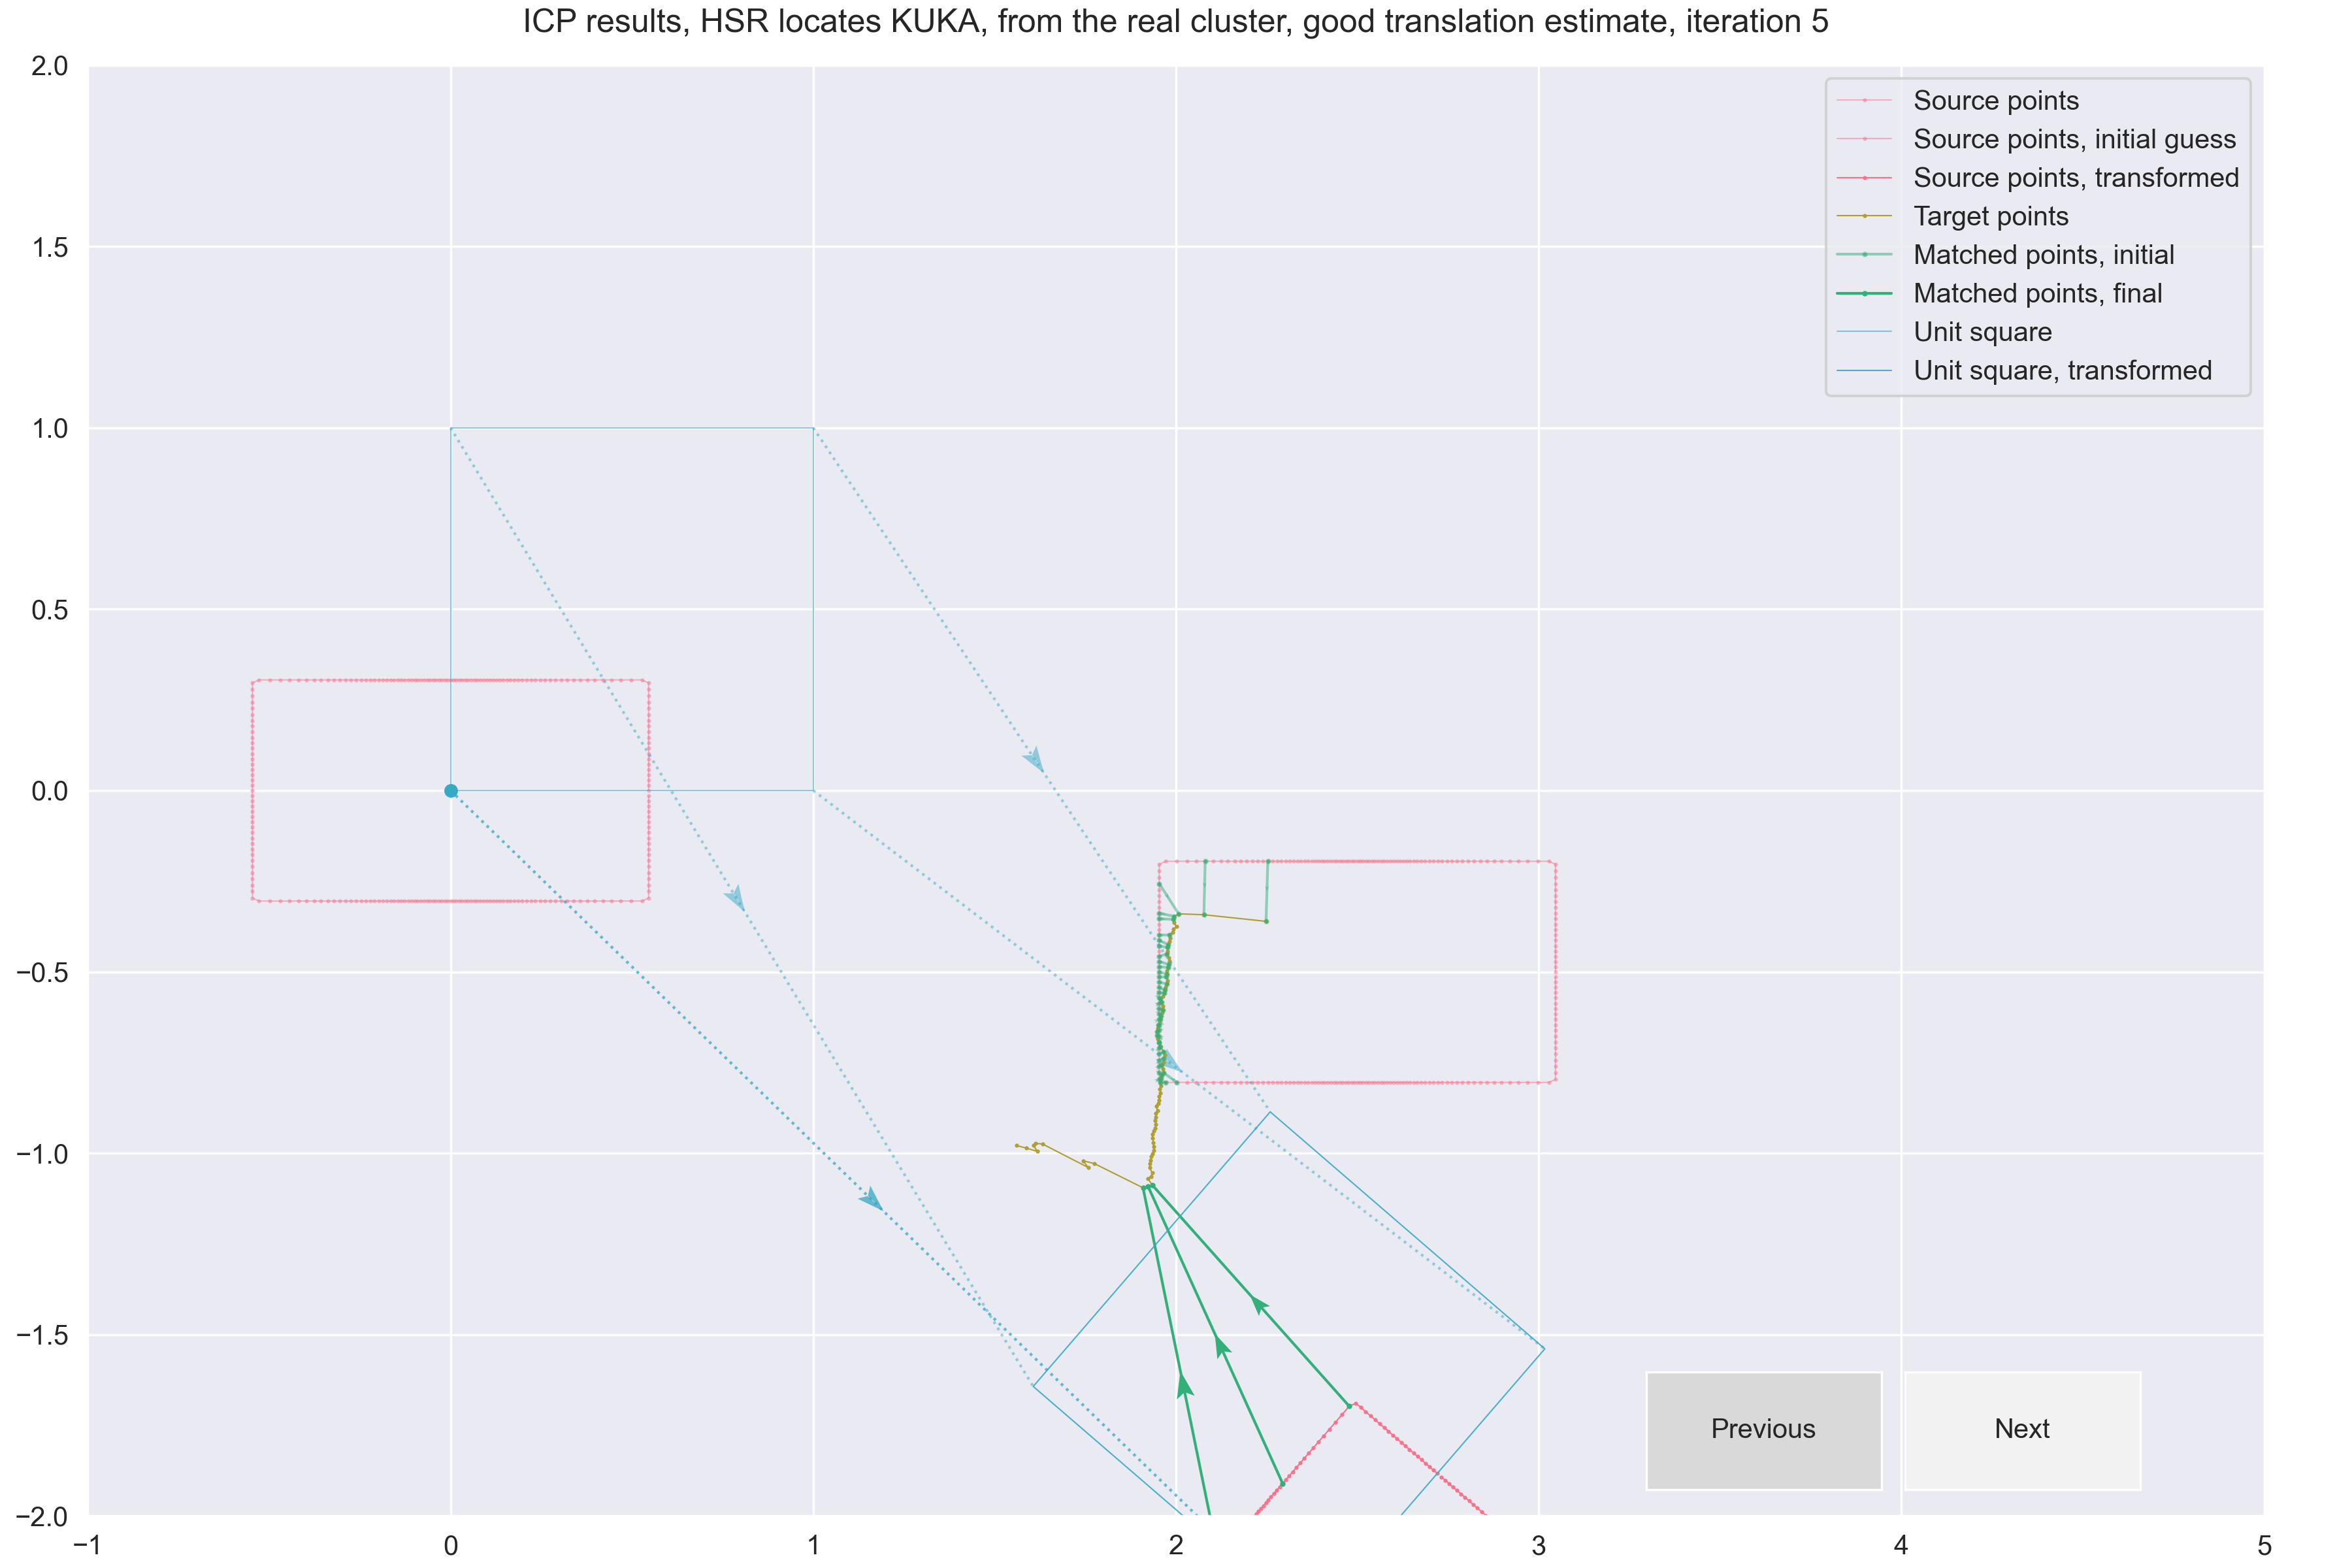 ICP results, HSR locates KUKA, from the real cluster, good translation estimate, iteration 5
2.0
1.5
1.0
0.5
0.0
−0.5
−1.0
−1.5
−2.0
−1
0
1
2
3
4
5
Source points
Source points, initial guess
Source points, transformed
Target points
Matched points, initial
Matched points, final
Unit square
Unit square, transformed
Previous
Next